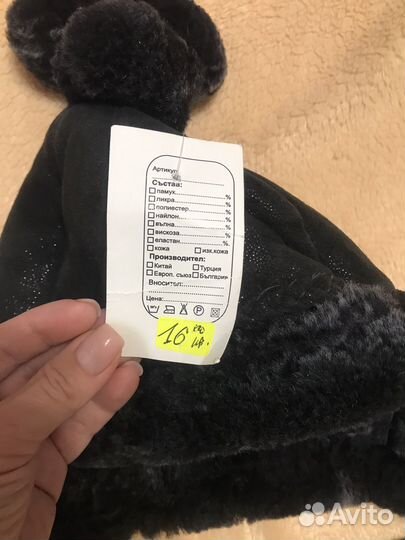 Артикул
Състав:
памук %
ликра %
полиестер %
найлон %
вълна %
вискоза %
еластан %
кожа изк.кожа
Производител:
Китай Турция
Европ. съюз България
Вносител:
Цена:
P
16
Avito